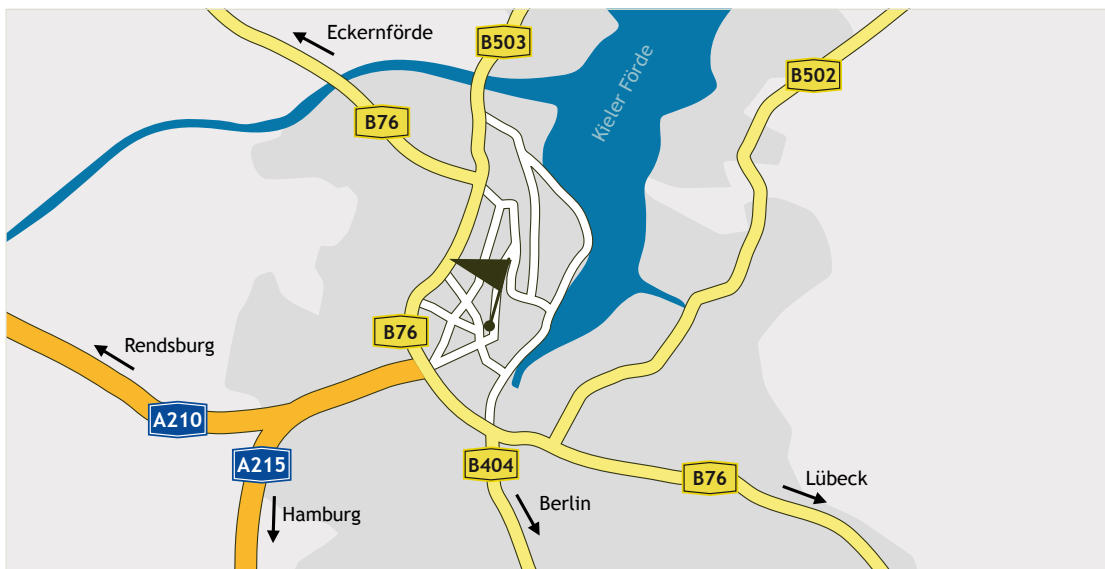 Eckernförde
B503
Kieler Förde
B502
B76
B76
Rendsburg
A210
A215
B404
B76
Lübeck
Berlin
Hamburg